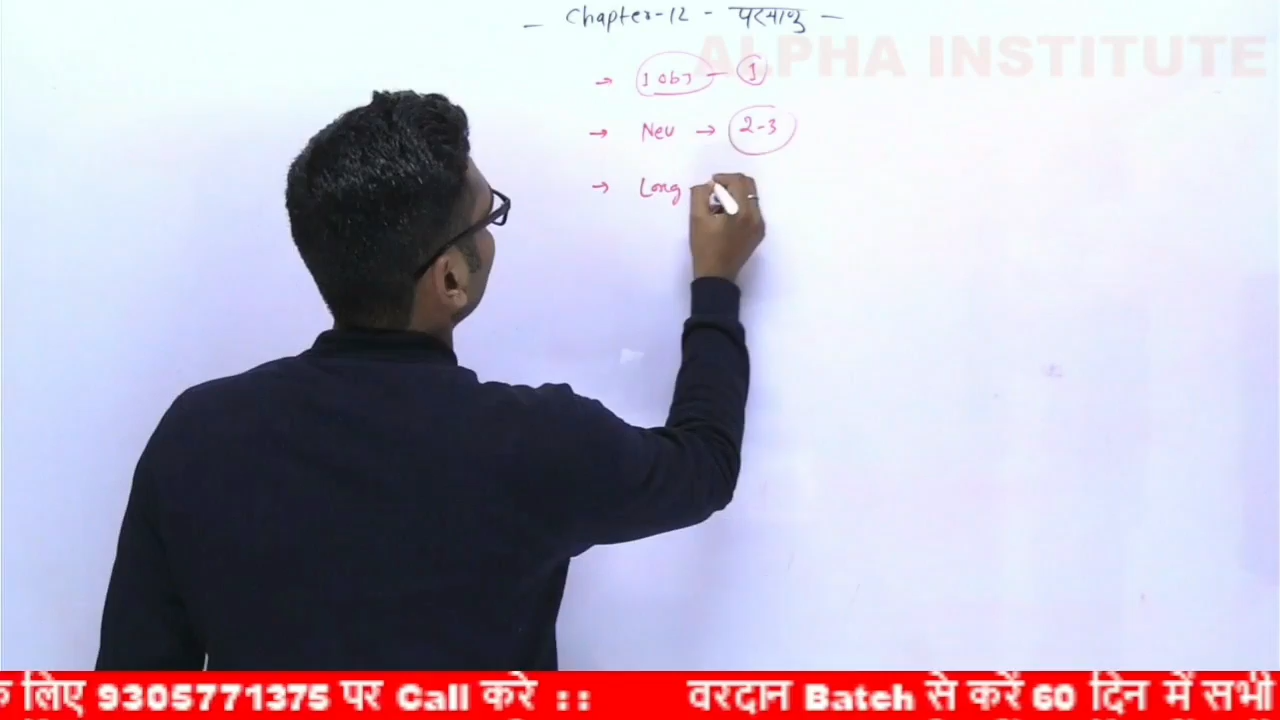 - Chapter-12 - परमाणु -
ALPHA INSTITUTE
→ 1 obj - 1
→ Neu → 2-3
→ Long
के लिए 9305771375 पर Call करे :: वरदान Batch से करें 60 दिन में सभी